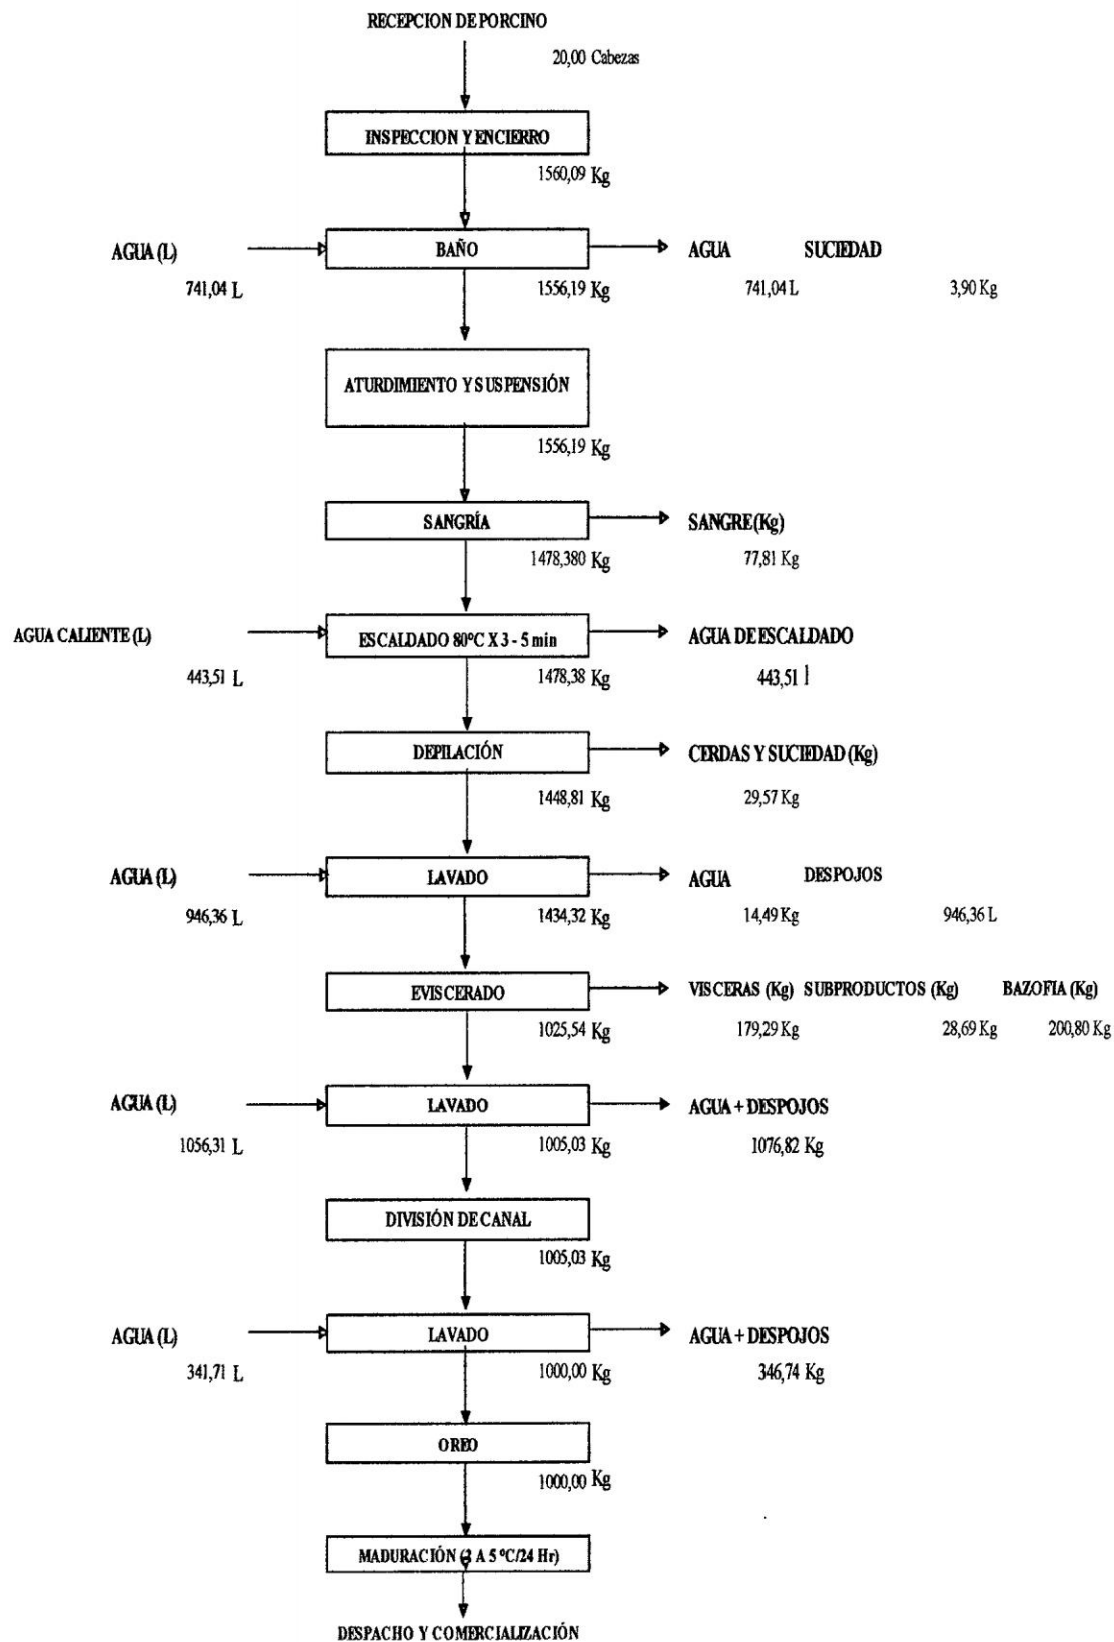 RECEPCION DE PORCINO
20,00 Cabezas
INSPECCION Y ENCIERRO
1560,09 Kg
AGUA (L) BAÑO AGUA SUCIEDAD
741,04 L 1556,19 Kg 741,04 L 3,90 Kg
ATURDIMIENTO Y SUSPENSIÓN
1556,19 Kg
SANGRÍA SANGRE (Kg)
1478,380 Kg 77,81 Kg
AGUA CALIENTE (L) ESCALDADO 80°C X 3 - 5 min AGUA DE ESCALDADO
443,51 L 1478,38 Kg 443,51 l
DEPILACIÓN CERDAS Y SUCIEDAD (Kg)
1448,81 Kg 29,57 Kg
AGUA (L) LAVADO AGUA DESPOJOS
946,36 L 1434,32 Kg 14,49 Kg 946,36 L
EVISCERADO VISCERAS (Kg) SUBPRODUCTOS (Kg) BAZOFIA (Kg)
1025,54 Kg 179,29 Kg 28,69 Kg 200,80 Kg
AGUA (L) LAVADO AGUA + DESPOJOS
1056,31 L 1005,03 Kg 1076,82 Kg
DIVISIÓN DE CANAL
1005,03 Kg
AGUA (L) LAVADO AGUA + DESPOJOS
341,71 L 1000,00 Kg 346,74 Kg
OREO
1000,00 Kg
MADURACIÓN (3 A 5 °C/24 Hr)
DESPACHO Y COMERCIALIZACIÓN